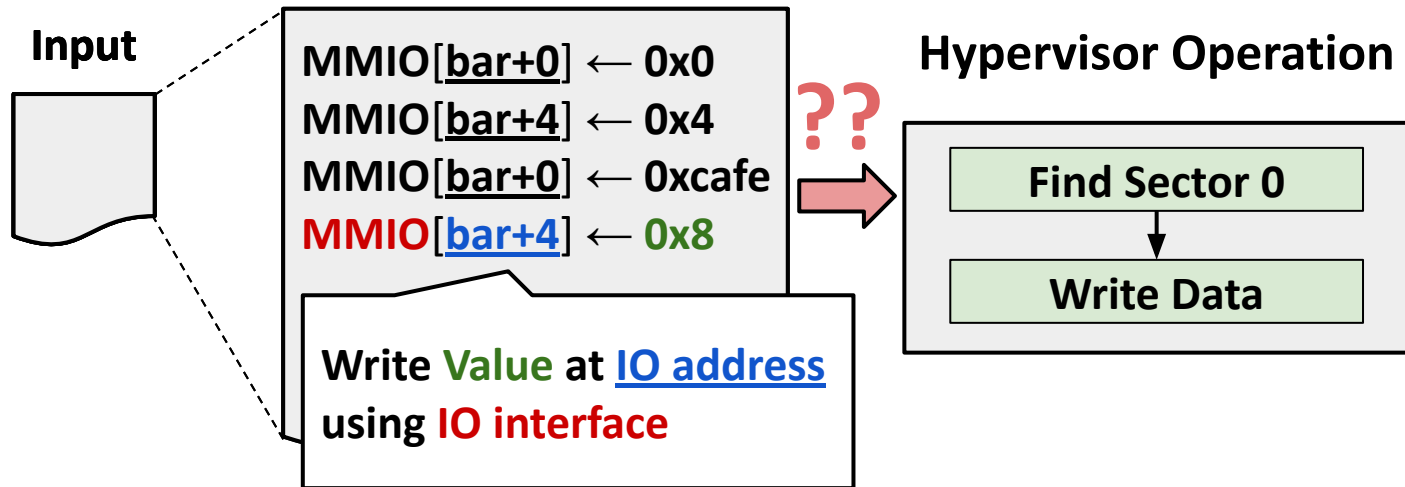 Input
MMIO[bar+0] ← 0x0
MMIO[bar+4] ← 0x4
MMIO[bar+0] ← 0xcafe
MMIO[bar+4] ← 0x8
Write Value at IO address
using IO interface
??
Hypervisor Operation
Find Sector 0
Write Data